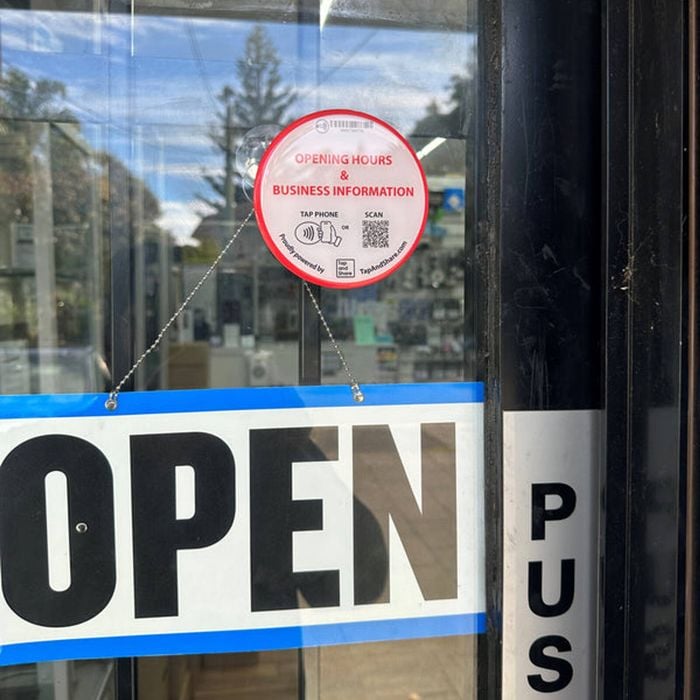 OPENING HOURS
&
BUSINESS INFORMATION
TAP PHONE
OR
SCAN
Proudly powered by
Tap
and
Share
TapAndShare.com
OPEN
PUS